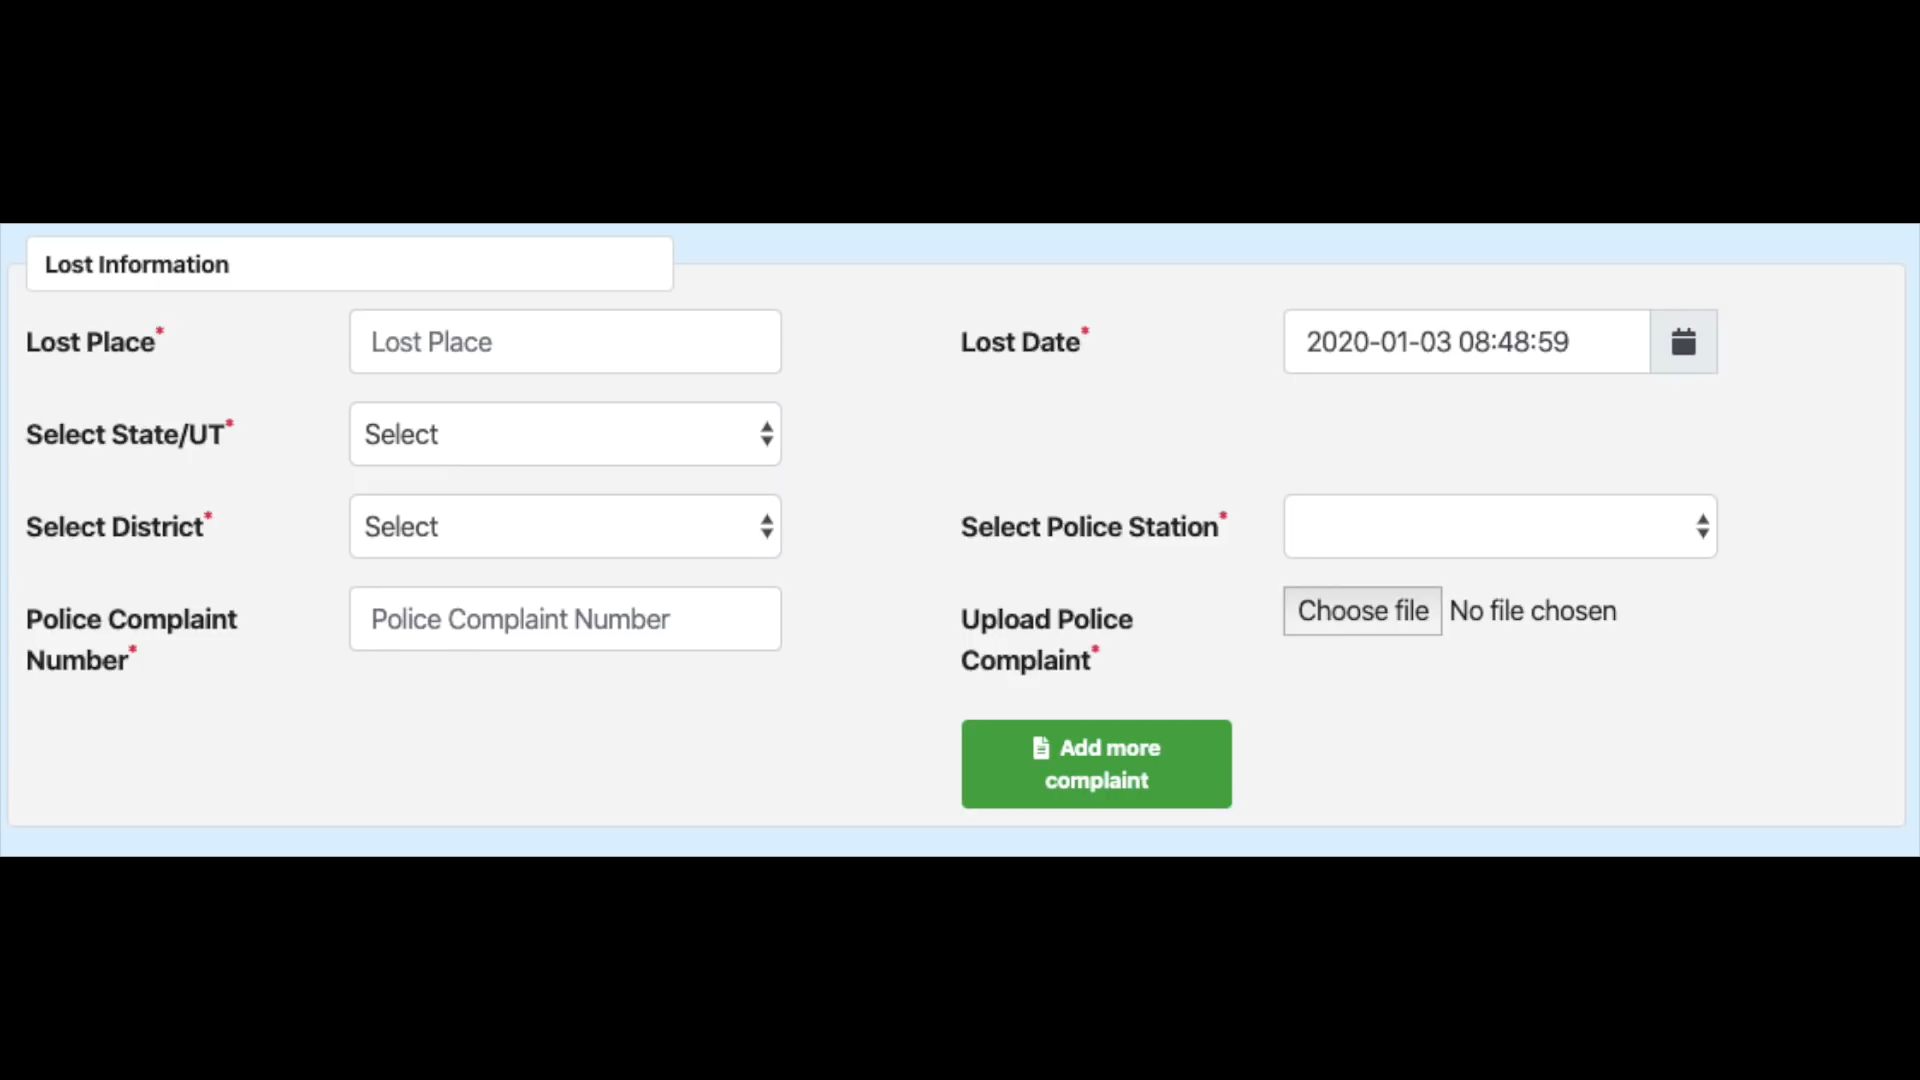 Lost Information
Lost Place* Lost Place Lost Date* 2020-01-03 08:48:59
Select State/UT* Select
Select District* Select Select Police Station*
Police Complaint Number* Police Complaint Number Upload Police Complaint* Choose file No file chosen
Add more
complaint